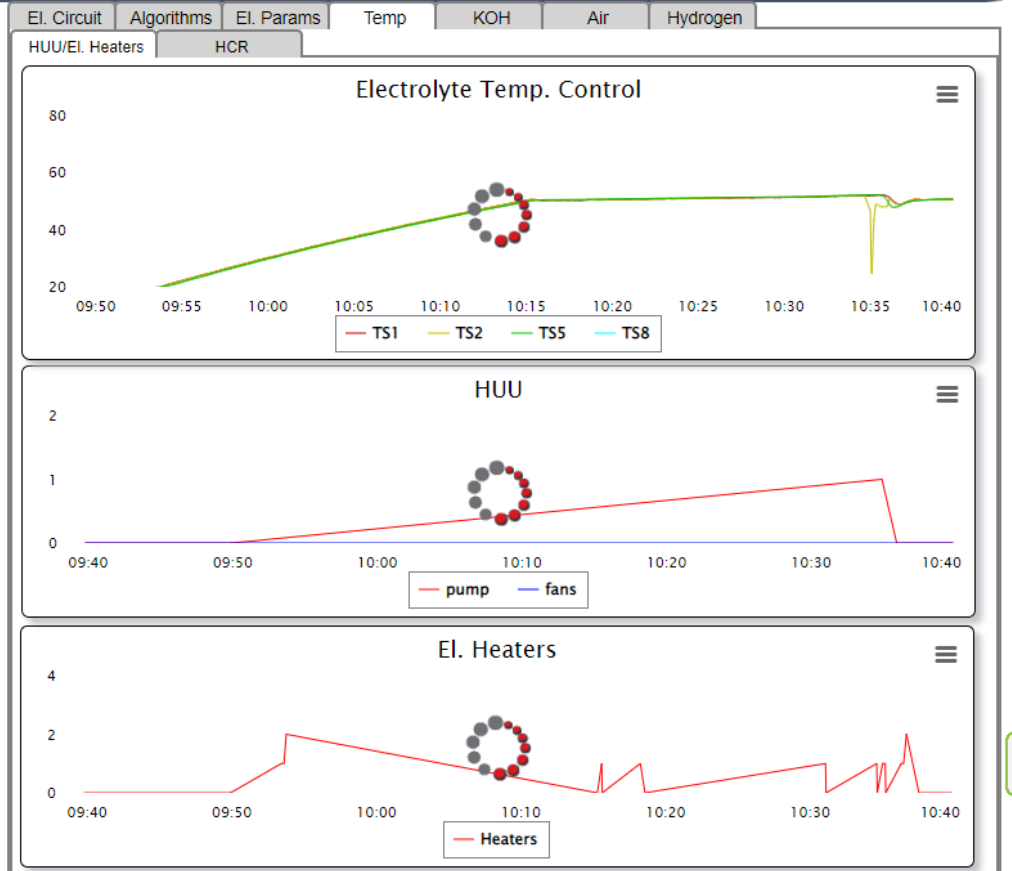 El. Circuit Algorithms El. Params Temp KOH Air Hydrogen
HUU/El. Heaters HCR
Electrolyte Temp. Control
80
60
40
20
09:50 09:55 10:00 10:05 10:10 10:15 10:20 10:25 10:30 10:35 10:40
TS1 TS2 TS5 TS8
HUU
2
1
0
09:40 09:50 10:00 10:10 10:20 10:30 10:40
pump fans
El. Heaters
4
2
0
09:40 09:50 10:00 10:10 10:20 10:30 10:40
Heaters